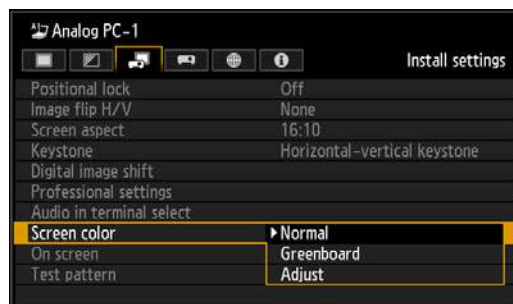 Analog PC-1
Install settings
Positional lock Off
Image flip H/V None
Screen aspect 16:10
Keystone Horizontal-vertical keystone
Digital image shift
Professional settings
Audio in terminal select
Screen color Normal
On screen Greenboard
Test pattern Adjust